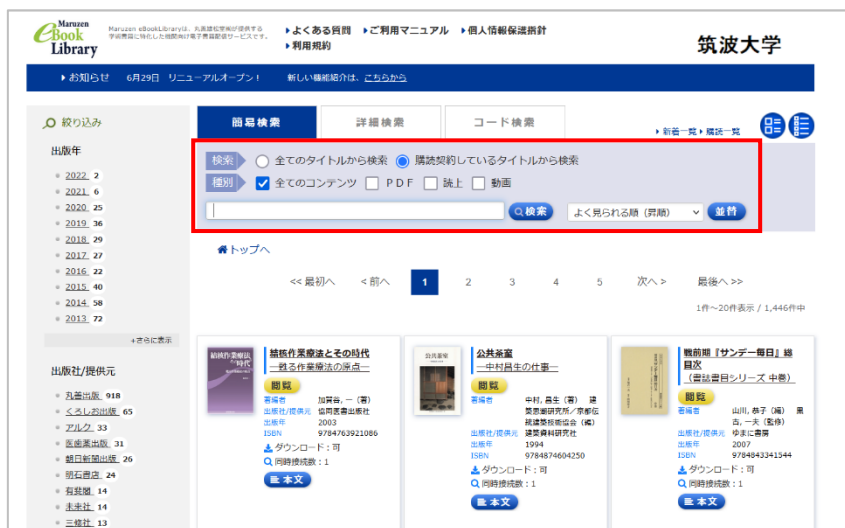 Maruzen
eBook
Library
Maruzen eBookLibraryは、丸善雄松堂㈱が提供する
学術書籍に特化した機関向け電子書籍配信サービスです。
よくある質問 ご利用マニュアル 個人情報保護指針
利用規約
筑波大学
お知らせ 6月29日 リニューアルオープン! 新しい機能紹介は、こちらから
絞り込み
簡易検索 詳細検索 コード検索
新着一覧 購読一覧
検索 全てのタイトルから検索 購読契約しているタイトルから検索
種別 全てのコンテンツ PDF 読上 動画
検索 よく見られる順（昇順） 並替
出版年
2022 2
2021 6
2020 25
2019 36
2018 29
2017 27
2016 22
2015 40
2014 58
2013 72
+さらに表示
トップへ
<< 最初へ < 前へ 1 2 3 4 5 次へ > 最後へ >>
1件～20件表示 / 1,446件中
出版社/提供元
丸善出版 918
くろしお出版 65
アルク 33
医歯薬出版 31
朝日新聞出版 26
明石書店 24
有斐閣 14
未来社 14
三修社 13
結核作業療法とその時代
―甦る作業療法の原点―
閲覧
著編者 加賀谷, 一（著）
出版社/提供元 協同医書出版社
出版年 2003
ISBN 9784763921086
ダウンロード：可
同時接続数：1
本文
公共茶室
公共茶室
―中村昌生の仕事―
閲覧
著編者 中村, 昌生（著） 建
築思潮研究所／京都伝
統建築技術協会（編）
出版社/提供元 建築資料研究社
出版年 1994
ISBN 9784874604250
ダウンロード：可
同時接続数：1
本文
戦前期『サンデー毎日』総
目次
（書誌書目シリーズ 中巻）
閲覧
著編者 山川, 恭子（編） 黒
古, 一夫（監修）
出版社/提供元 ゆまに書房
出版年 2007
ISBN 9784843341544
ダウンロード：可
同時接続数：1
本文